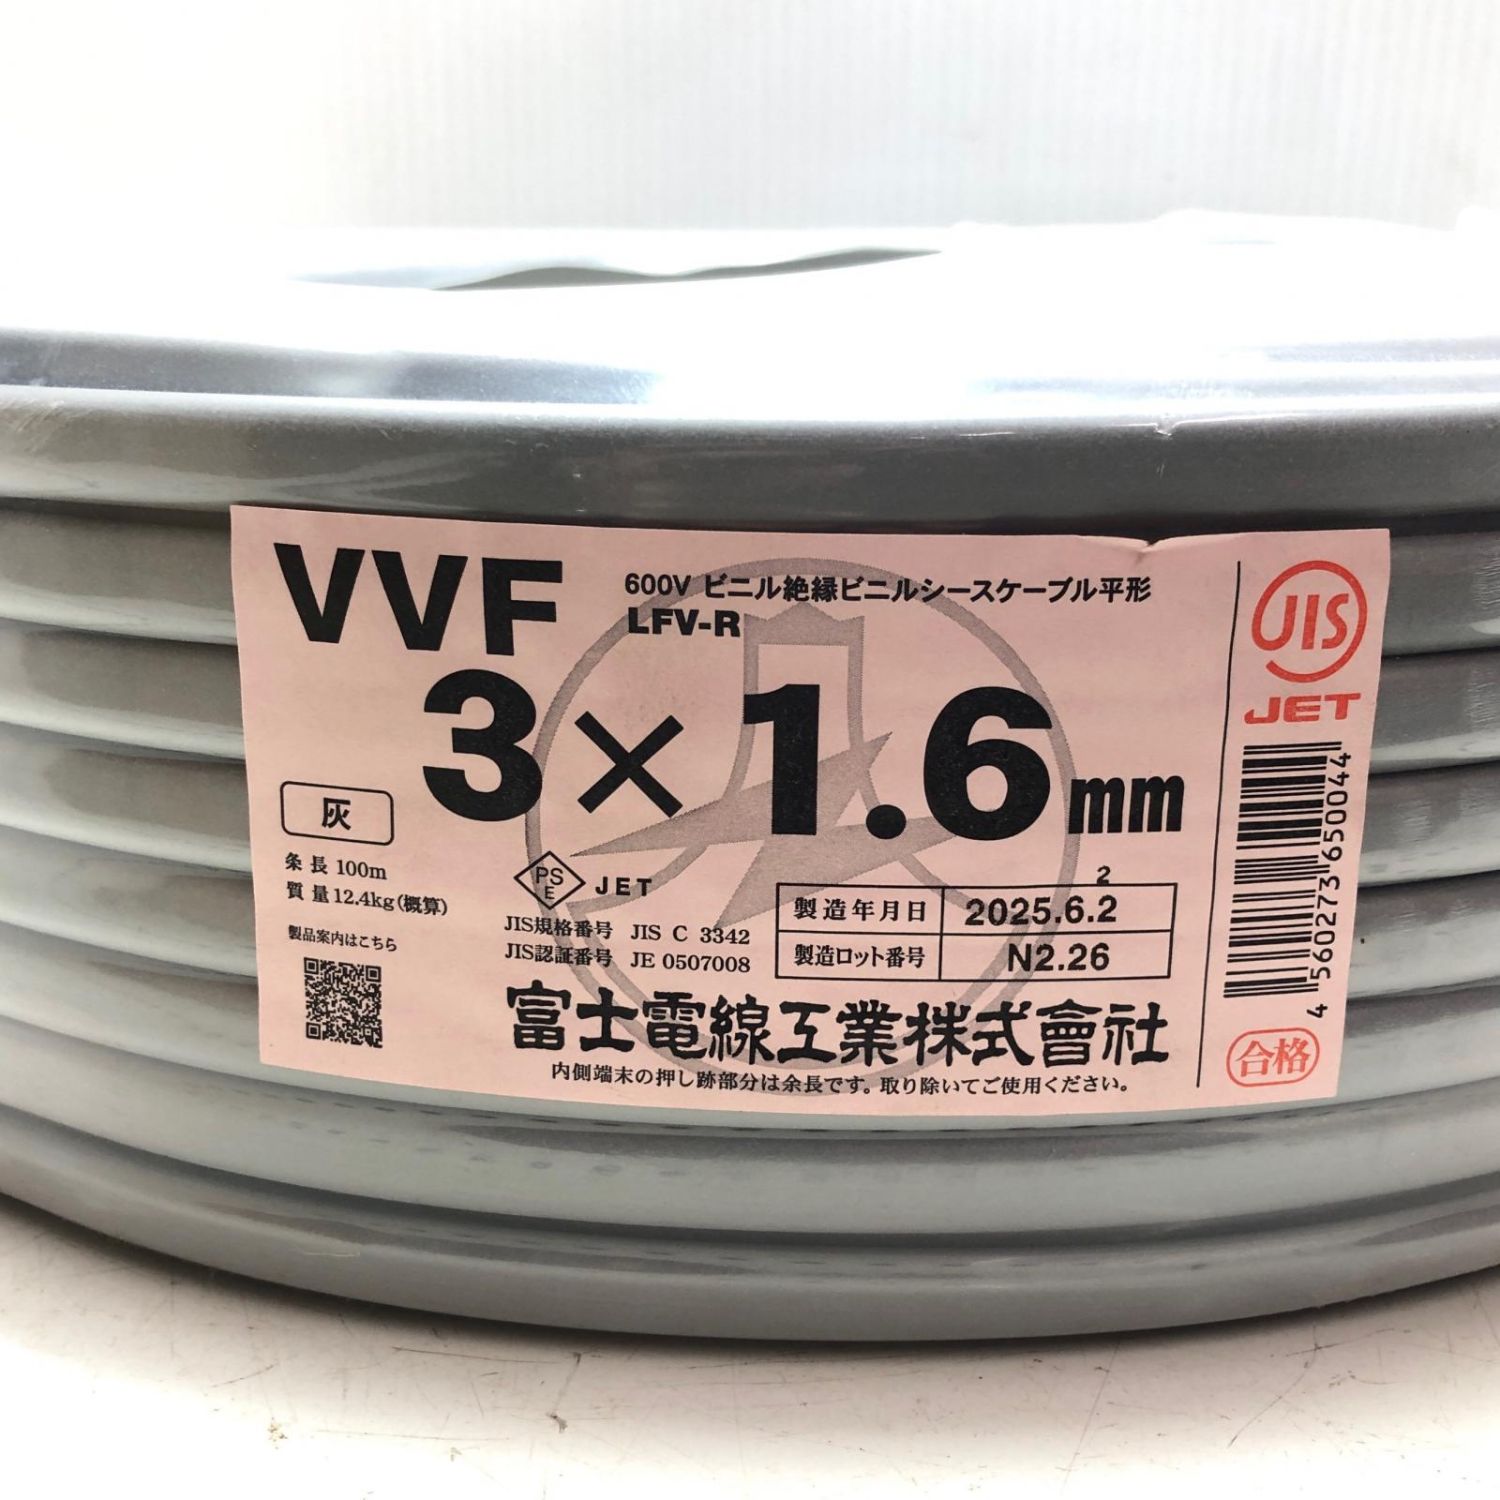 VVF
600V ビニル絶縁ビニルシースケーブル平形
LFV-R
3×1.6mm
灰
条長 100m
質量 12.4kg(概算)
製品案内はこちら
PS
E
JET
JIS規格番号 JIS C 3342
JIS認証番号 JE 0507008
2
製造年月日 2025.6.2
製造ロット番号 N2.26
富士電線工業株式會社
内側端末の押し跡部分は余長です。取り除いてご使用ください。
JIS
JET
4560273650044
合格